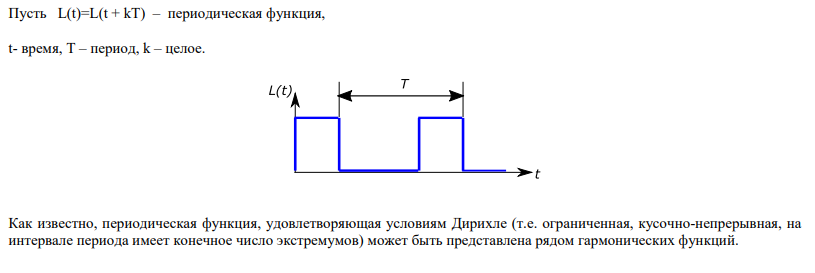 Пусть L(t)=L(t + kT) – периодическая функция,
t- время, T – период, k – целое.
L(t)
T
t
Как известно, периодическая функция, удовлетворяющая условиям Дирихле (т.е. ограниченная, кусочно-непрерывная, на
интервале периода имеет конечное число экстремумов) может быть представлена рядом гармонических функций.